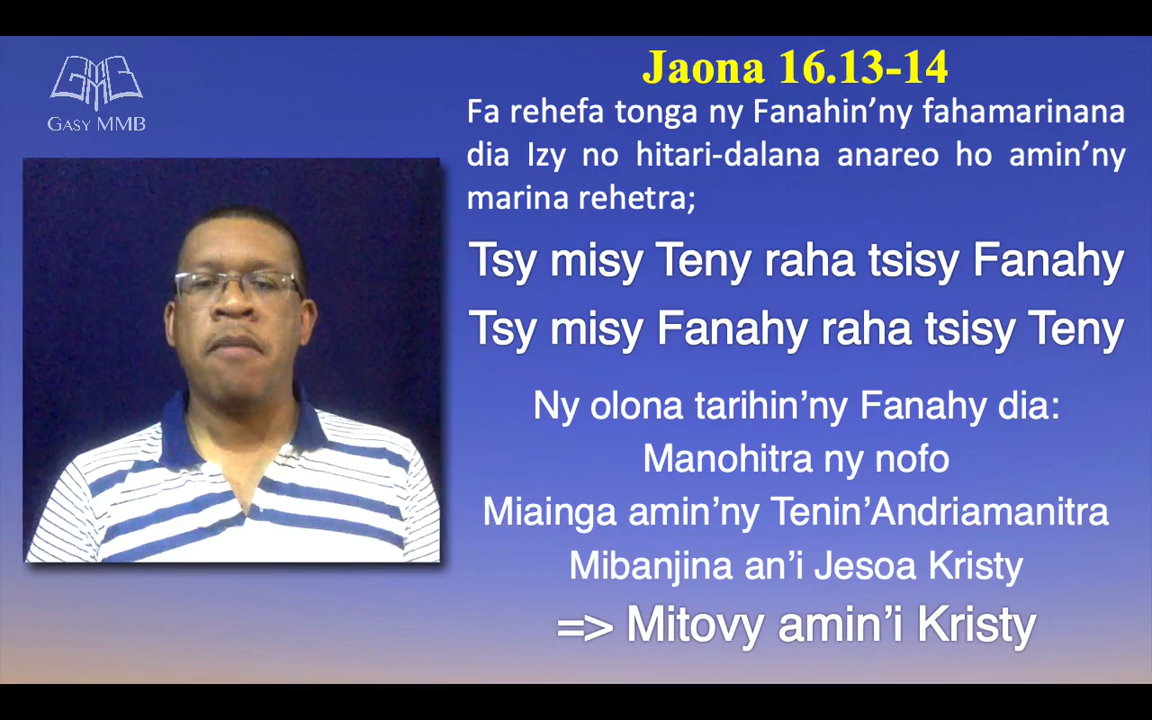 GMG
GASY MMB
Jaona 16.13-14
Fa rehefa tonga ny Fanahin’ny fahamarinana
dia Izy no hitari-dalana anareo ho amin’ny
marina rehetra;
Tsy misy Teny raha tsisy Fanahy
Tsy misy Fanahy raha tsisy Teny
Ny olona tarihin’ny Fanahy dia:
Manohitra ny nofo
Miainga amin’ny Tenin’Andriamanitra
Mibanjina an’i Jesoa Kristy
=> Mitovy amin’i Kristy